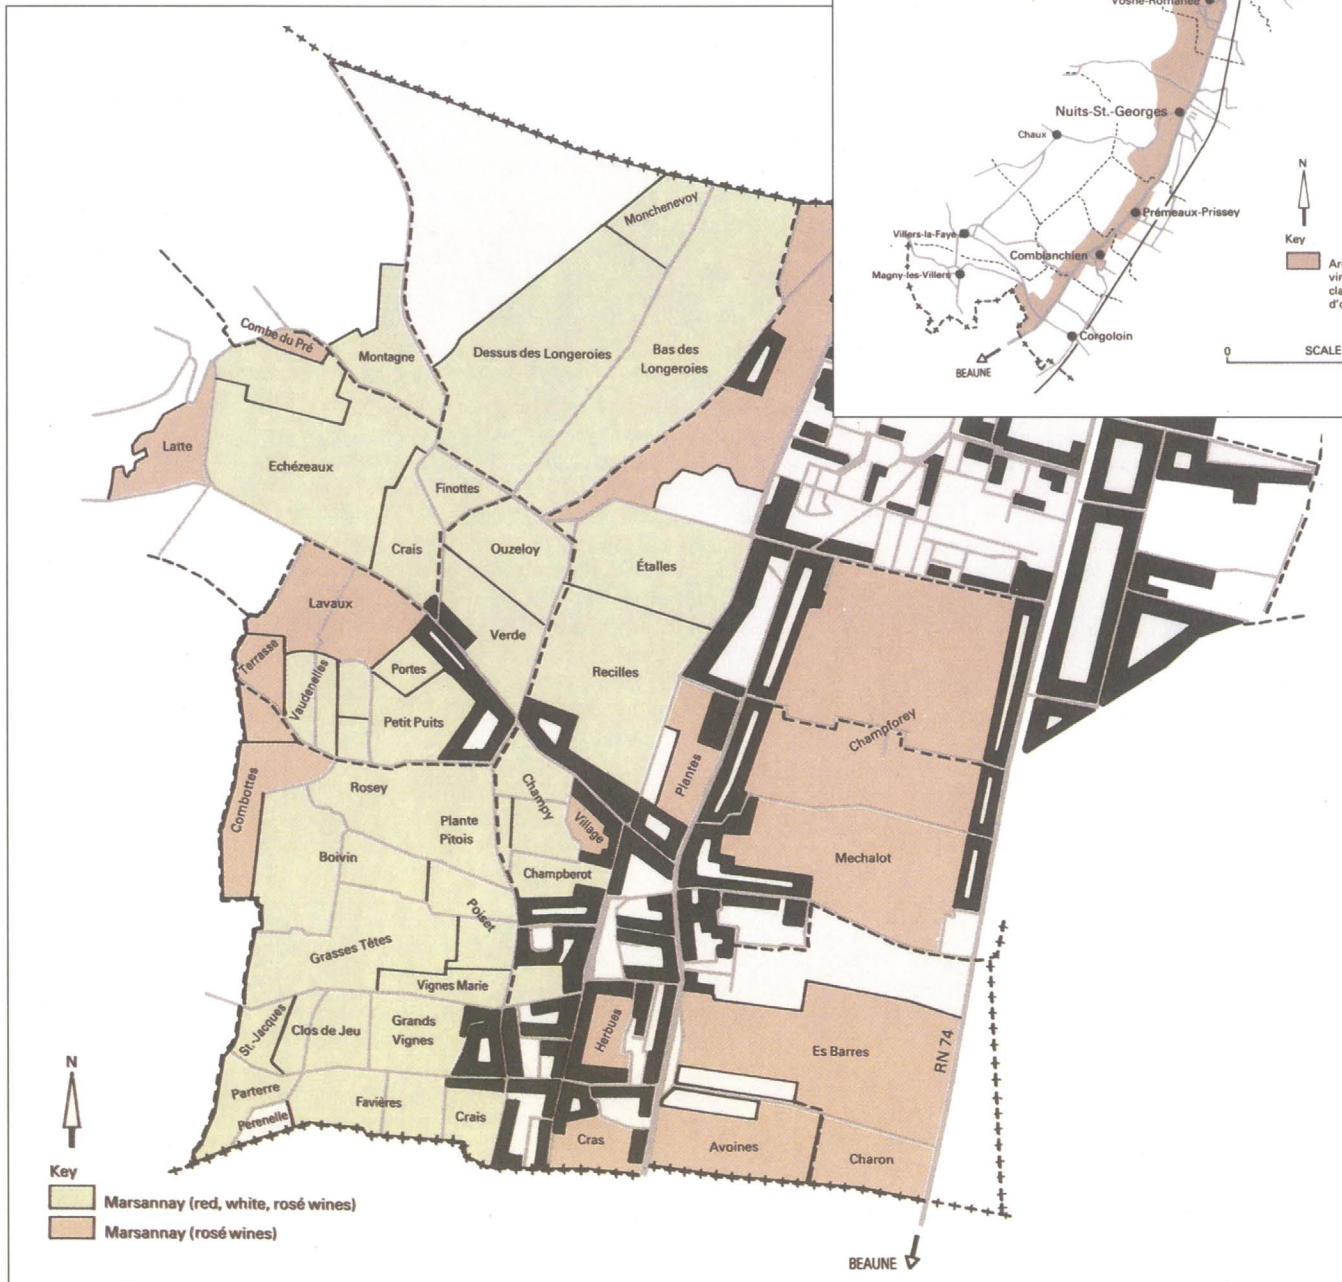 Vosne-Romanée
Nuits-St.-Georges
Chaux
N
Prémeaux-Prissey
Villers-la-Faye
Key
Comblanchien
Magny-les-Villers
Corgoloin
0
SCALE
BEAUNE
Monchenevoy
Combe du Pré
Montagne
Dessus des Longeroies
Bas des
Longeroies
Latte
Echézeaux
Finottes
Crais
Ouzeloy
Étalles
Lavaux
Verde
Terrasse
Vaudenelles
Portes
Recilles
Petit Puits
Champforey
Plantes
Combottes
Rosey
Champy
Plante
Pitois
Village
Boivin
Mechalot
Champberot
Poiset
Grasses Têtes
Vignes Marie
St.-Jacques
Clos de Jeu
Grands
Vignes
Herbues
Es Barres
RN 74
N
Parterre
Perenelle
Favières
Crais
Cras
Avoines
Charon
Key
Marsannay (red, white, rosé wines)
Marsannay (rosé wines)
BEAUNE